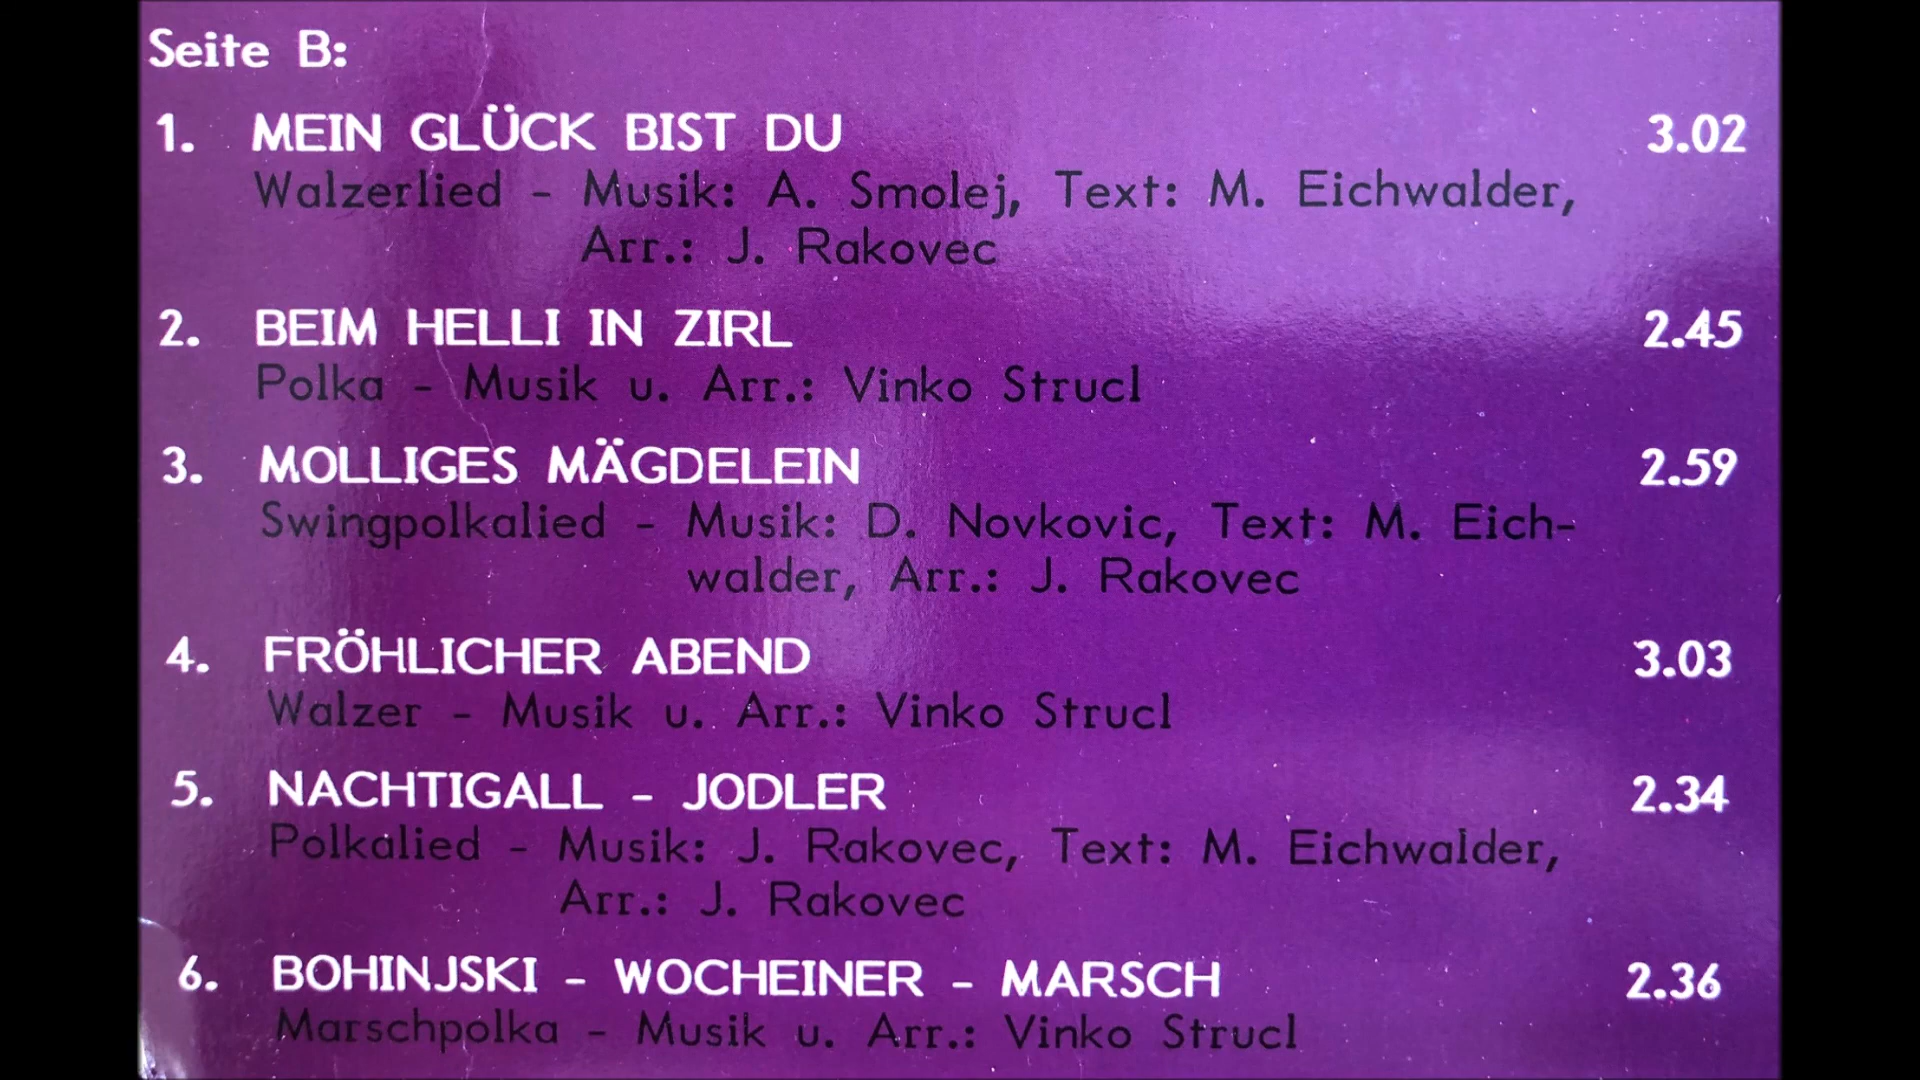 Seite B:
1. MEIN GLÜCK BIST DU 3.02
Walzerlied - Musik: A. Smolej, Text: M. Eichwalder,
Arr.: J. Rakovec
2. BEIM HELLI IN ZIRL 2.45
Polka - Musik u. Arr.: Vinko Strucl
3. MOLLIGES MÄGDELEIN 2.59
Swingpolkalied - Musik: D. Novkovic, Text: M. Eich-
walder, Arr.: J. Rakovec
4. FRÖHLICHER ABEND 3.03
Walzer - Musik u. Arr.: Vinko Strucl
5. NACHTIGALL - JODLER 2.34
Polkalied - Musik: J. Rakovec, Text: M. Eichwalder,
Arr.: J. Rakovec
6. BOHINJSKI - WOCHEINER - MARSCH 2.36
Marschpolka - Musik u. Arr.: Vinko Strucl